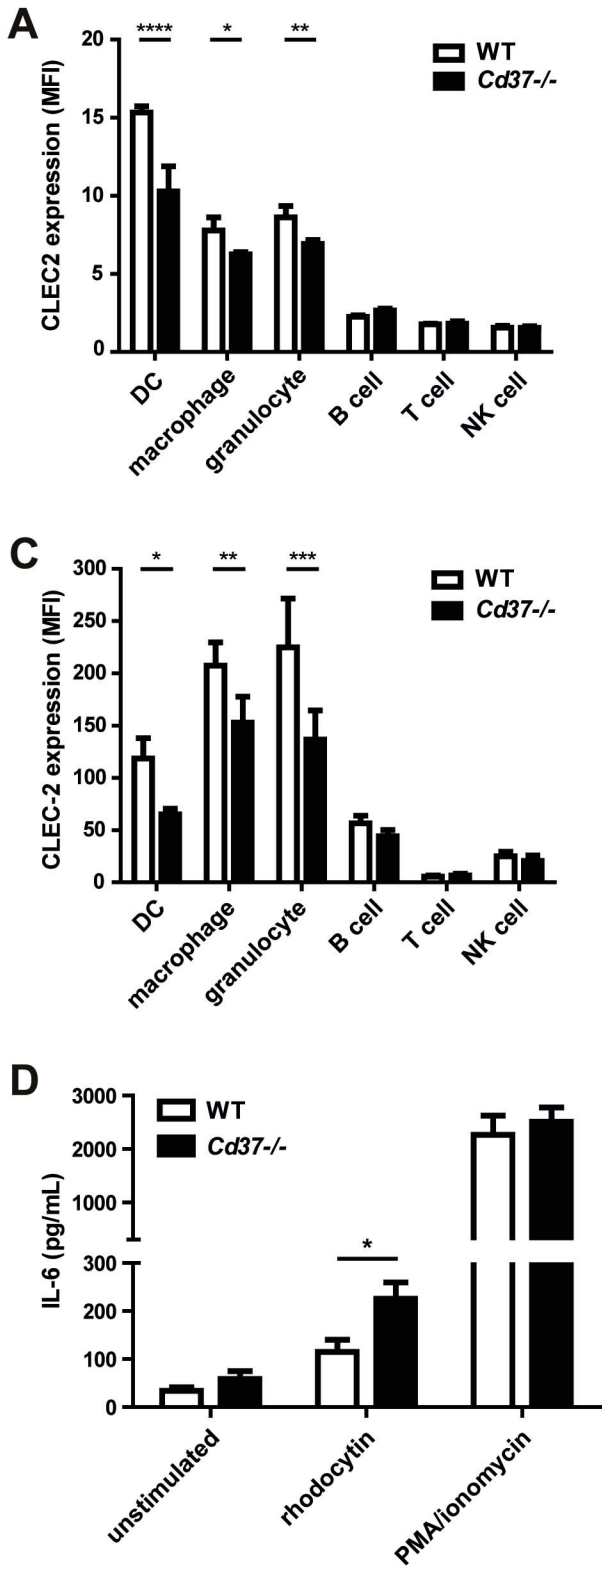 A
**** * **
WT
Cd37-/-
CLEC2 expression (MFI)
20
15
10
5
0
DC
macrophage
granulocyte
B cell
T cell
NK cell
C
* ** ***
WT
Cd37-/-
CLEC-2 expression (MFI)
300
250
200
150
100
50
0
DC
macrophage
granulocyte
B cell
T cell
NK cell
D
WT
Cd37-/-
IL-6 (pg/mL)
3000
2000
1000
300
200
100
0
*
unstimulated
rhodocytin
PMA/ionomycin